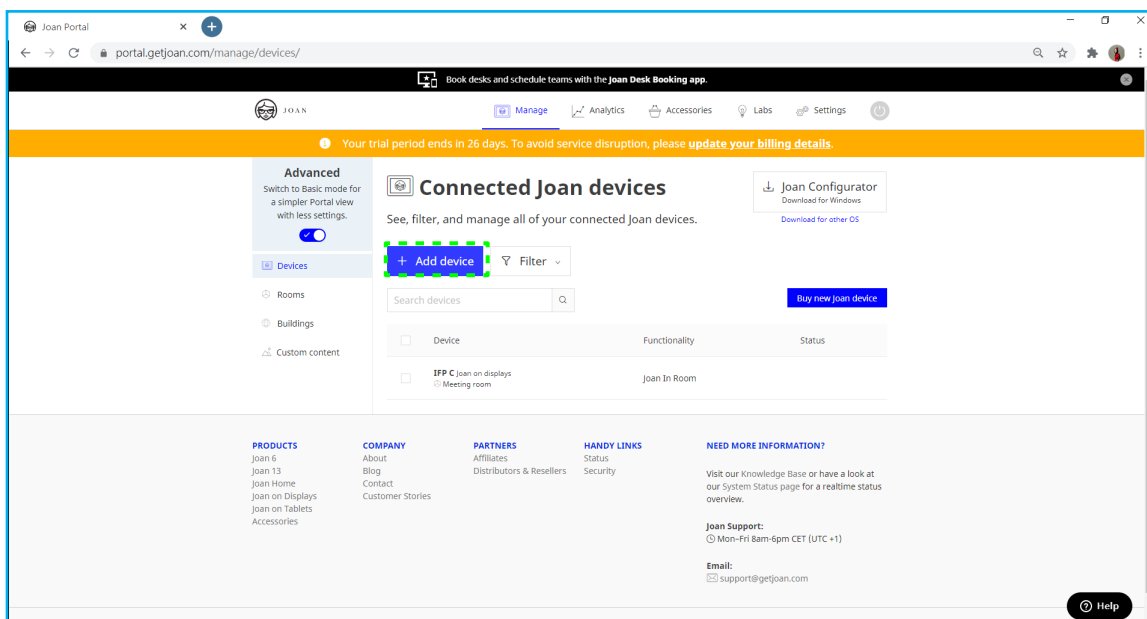 Joan Portal
portal.getjoan.com/manage/devices/
Book desks and schedule teams with the Joan Desk Booking app.
JOAN
Manage
Analytics
Accessories
Labs
Settings
Your trial period ends in 26 days. To avoid service disruption, please update your billing details.
Advanced
Switch to Basic mode for
a simpler Portal view
with less settings.
Devices
Rooms
Buildings
Custom content
Connected Joan devices
See, filter, and manage all of your connected Joan devices.
Joan Configurator
Download for Windows
Download for other OS
+ Add device
Filter
Search devices
Buy new Joan device
Device Functionality Status
IFP C Joan on displays
Meeting room
Joan In Room
PRODUCTS
Joan 6
Joan 13
Joan Home
Joan on Displays
Joan on Tablets
Accessories
COMPANY
About
Blog
Contact
Customer Stories
PARTNERS
Affiliates
Distributors & Resellers
HANDY LINKS
Status
Security
NEED MORE INFORMATION?
Visit our Knowledge Base or have a look at
our System Status page for a realtime status
overview.
Joan Support:
Mon–Fri 8am-6pm CET (UTC +1)
Email:
support@getjoan.com
Help